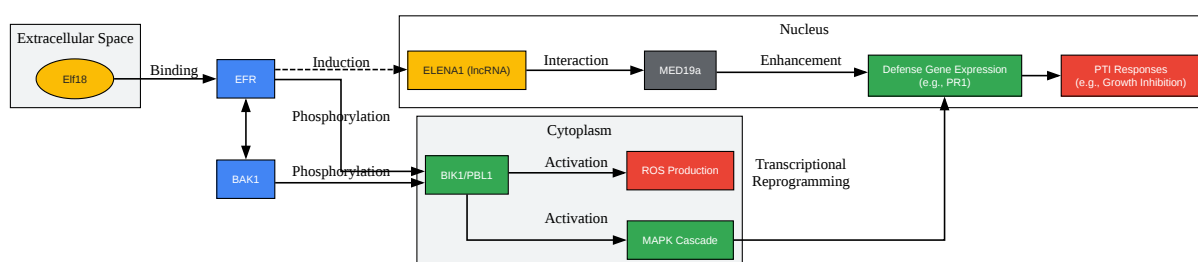 Extracellular Space
Elf18
Binding
EFR
BAK1
Induction
Phosphorylation
Phosphorylation
Nucleus
ELENA1 (lncRNA)
Interaction
MED19a
Enhancement
Defense Gene Expression
(e.g., PR1)
PTI Responses
(e.g., Growth Inhibition)
Cytoplasm
BIK1/PBL1
Activation
ROS Production
Activation
MAPK Cascade
Transcriptional
Reprogramming